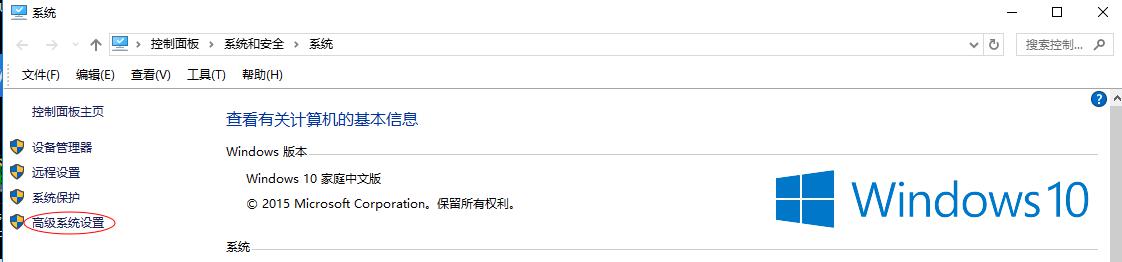 系统
控制面板 系统和安全 系统
搜索控制...
文件(F) 编辑(E) 查看(V) 工具(T) 帮助(H)
控制面板主页
设备管理器
远程设置
系统保护
高级系统设置
?
查看有关计算机的基本信息
Windows 版本
Windows 10 家庭中文版
© 2015 Microsoft Corporation。保留所有权利。
Windows 10
系统